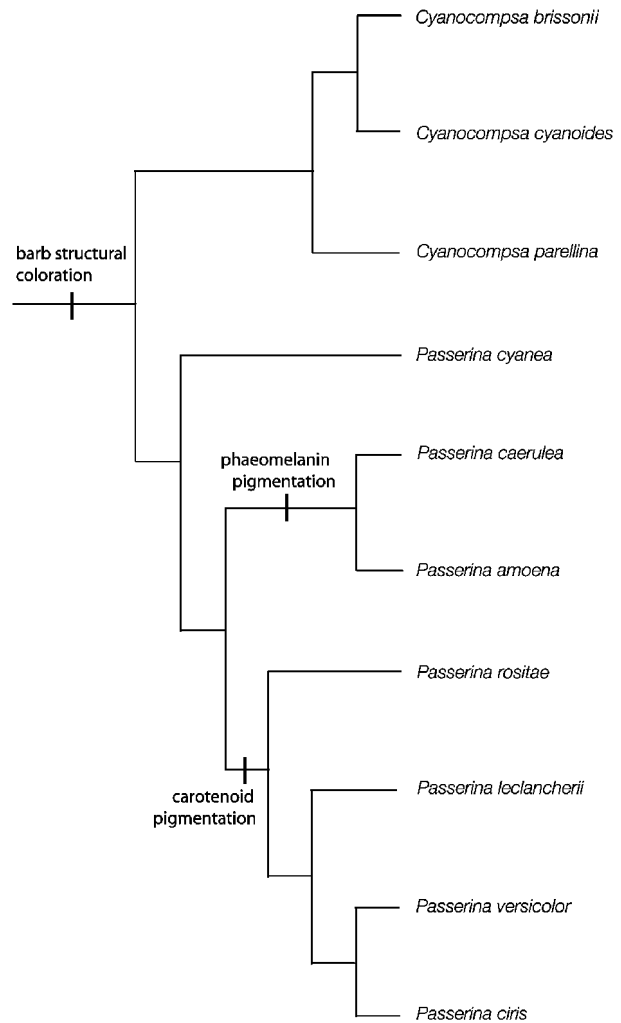 Cyanocompsa brissonii
Cyanocompsa cyanoides
Cyanocompsa parellina
barb structural
coloration
Passerina cyanea
Passerina caerulea
phaeomelanin
pigmentation
Passerina amoena
Passerina rositae
Passerina leclancherii
carotenoid
pigmentation
Passerina versicolor
Passerina ciris